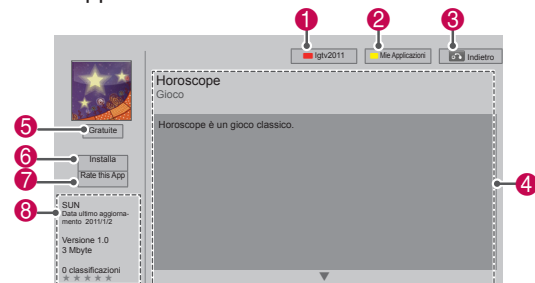 1
2
3
lgtv2011
Mie Applicazioni
Indietro
Horoscope
Gioco
5
Gratuite
Horoscope è un gioco classico.
6
Installa
7
Rate this App
4
8
SUN
Data ultimo aggiorna-
mento 2011/1/2
Versione 1.0
3 Mbyte
0 classificazioni